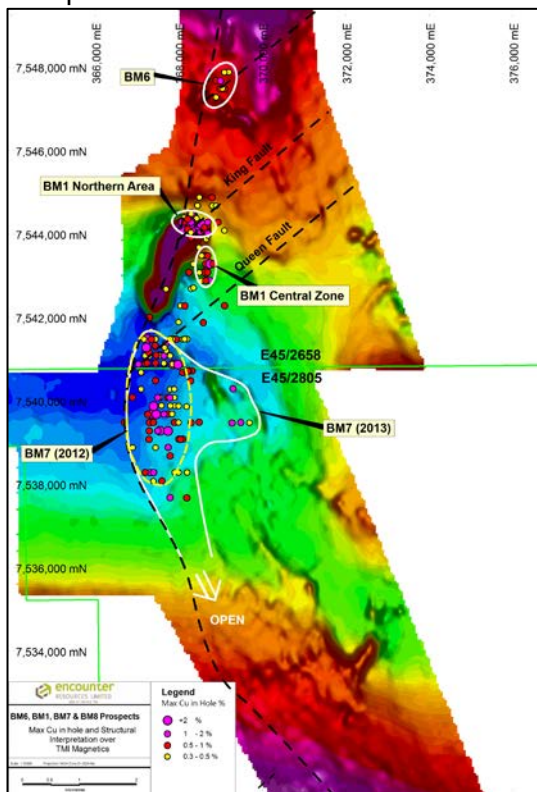 366,000 mE
368,000 mE
370,000 mE
372,000 mE
374,000 mE
376,000 mE
7,548,000 mN
BM6
7,546,000 mN
King Fault
BM1 Northern Area
7,544,000 mN
Queen Fault
BM1 Central Zone
7,542,000 mN
E45/2658
E45/2805
7,540,000 mN
BM7 (2013)
BM7 (2012)
7,538,000 mN
7,536,000 mN
OPEN
7,534,000 mN
encounter
RESOURCES LIMITED
BM6, BM1, BM7 & BM8 Prospects
Max Cu in hole and Structural
Interpretation over
TMI Magnetics
Legend
Max Cu in Hole %
+2 %
1 - 2 %
0.5 - 1 %
0.3 - 0.5 %